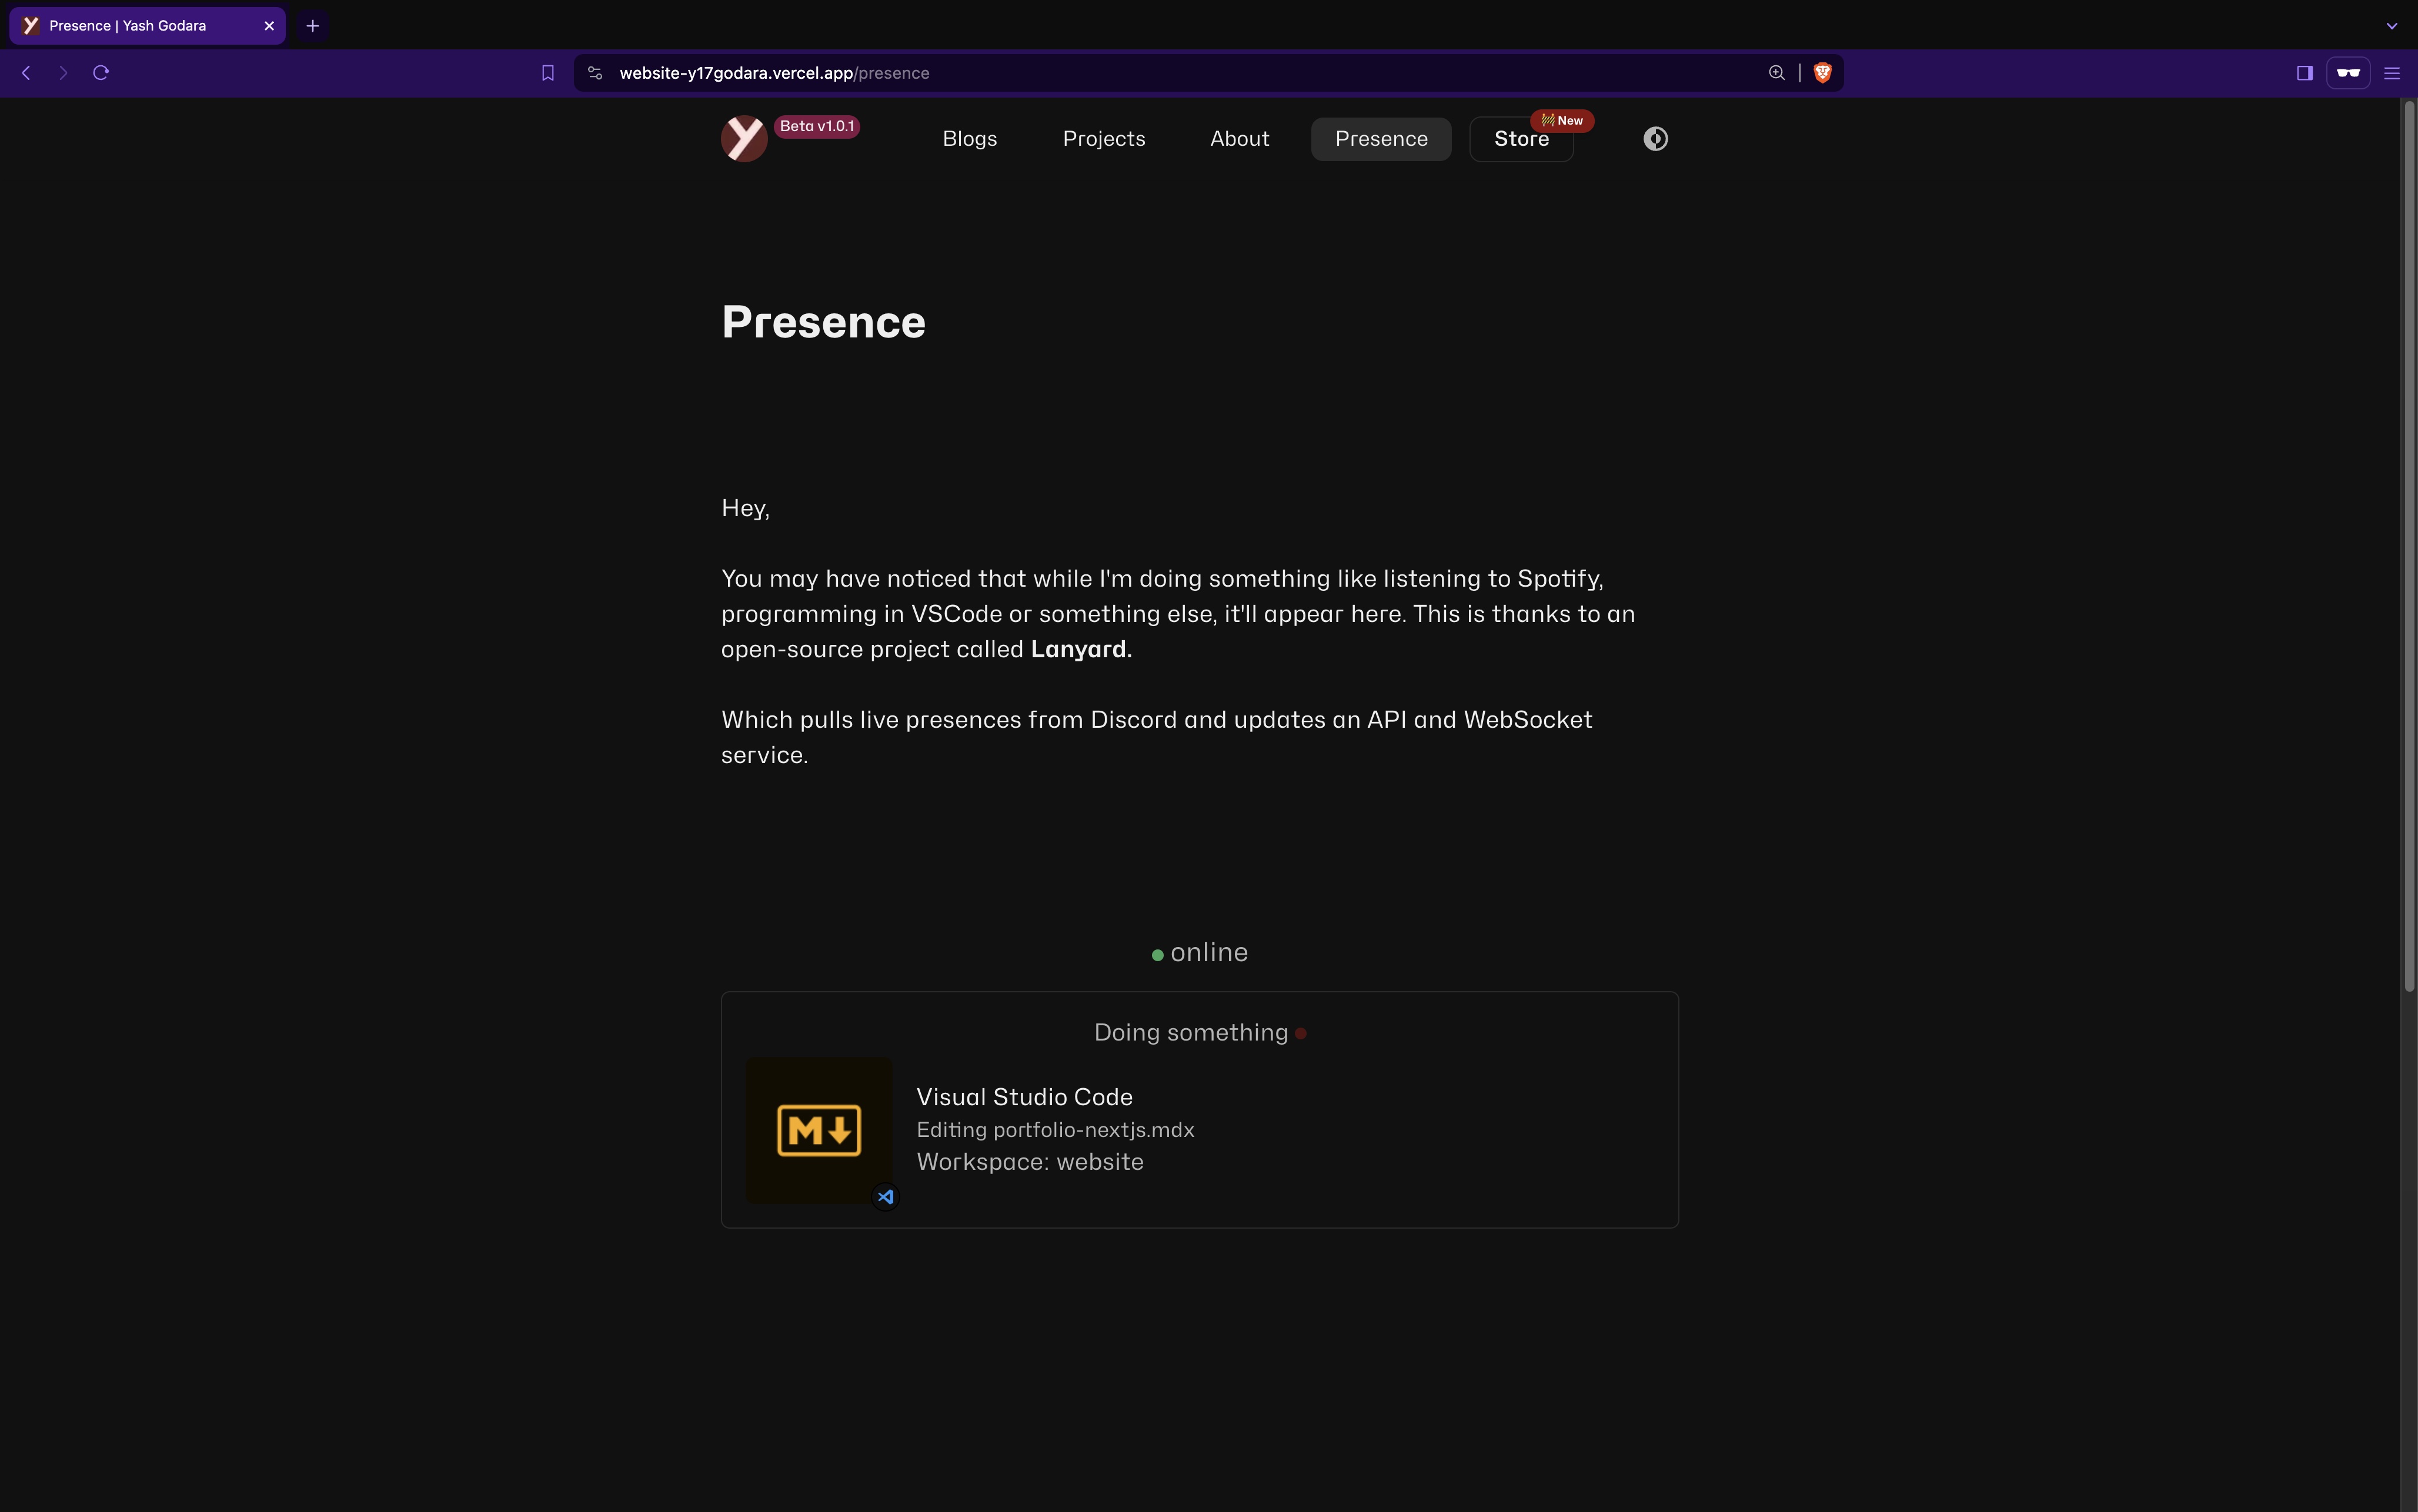 Presence | Yash Godara
website-y17godara.vercel.app/presence
Beta v1.0.1
Blogs
Projects
About
Presence
Store
New
Presence
Hey,
You may have noticed that while I'm doing something like listening to Spotify,
programming in VSCode or something else, it'll appear here. This is thanks to an
open-source project called Lanyard.
Which pulls live presences from Discord and updates an API and WebSocket
service.
online
Doing something
M
Visual Studio Code
Editing portfolio-nextjs.mdx
Workspace: website